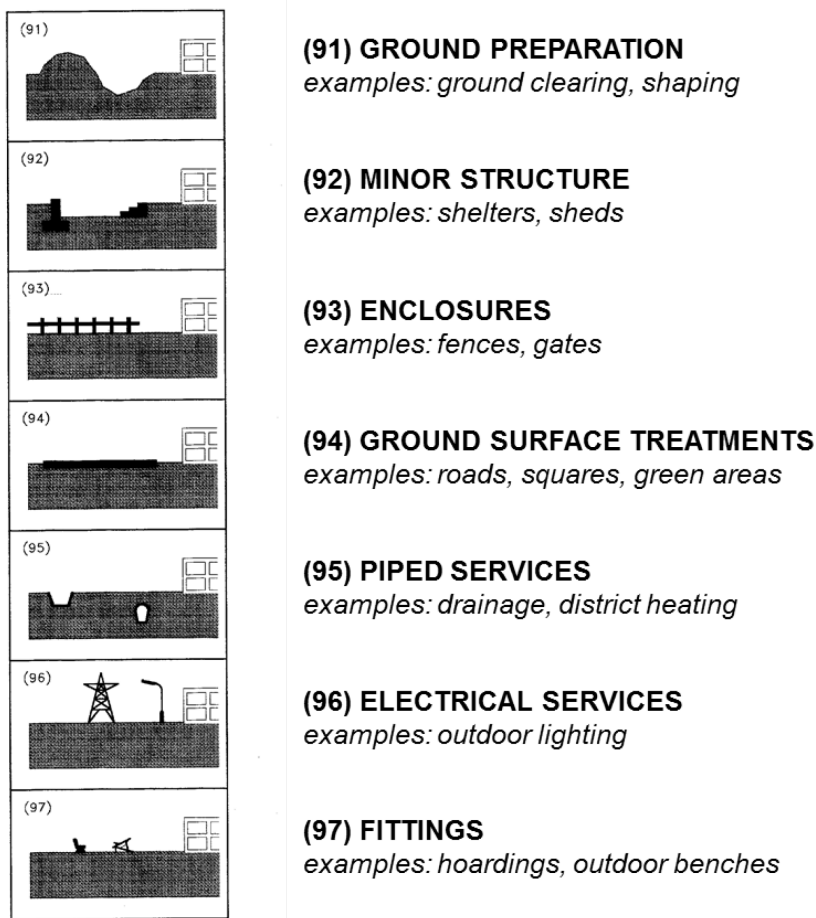 (91)
(91) GROUND PREPARATION
examples: ground clearing, shaping
(92)
(92) MINOR STRUCTURE
examples: shelters, sheds
(93)
(93) ENCLOSURES
examples: fences, gates
(94)
(94) GROUND SURFACE TREATMENTS
examples: roads, squares, green areas
(95)
(95) PIPED SERVICES
examples: drainage, district heating
(96)
(96) ELECTRICAL SERVICES
examples: outdoor lighting
(97)
(97) FITTINGS
examples: hoardings, outdoor benches